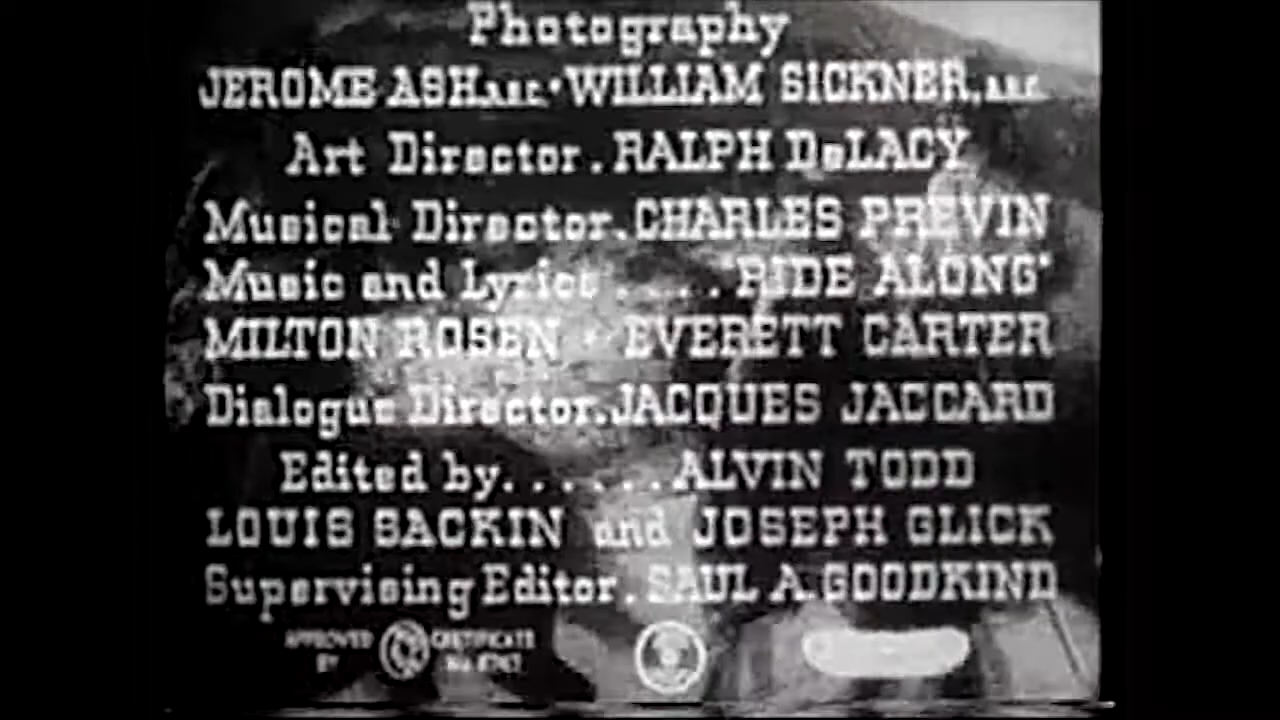 Photography
JEROME ASH A.S.C. • WILLIAM SICKNER, A.S.C.
Art Director. RALPH DeLACY
Musical Director. CHARLES PREVIN
Music and Lyrics . . . . "RIDE ALONG"
MILTON ROSEN • EVERETT CARTER
Dialogue Director. JACQUES JACCARD
Edited by. . . . . . ALVIN TODD
LOUIS SACKIN and JOSEPH GLICK
Supervising Editor. SAUL A. GOODKIND
APPROVED CERTIFICATE
BY No.